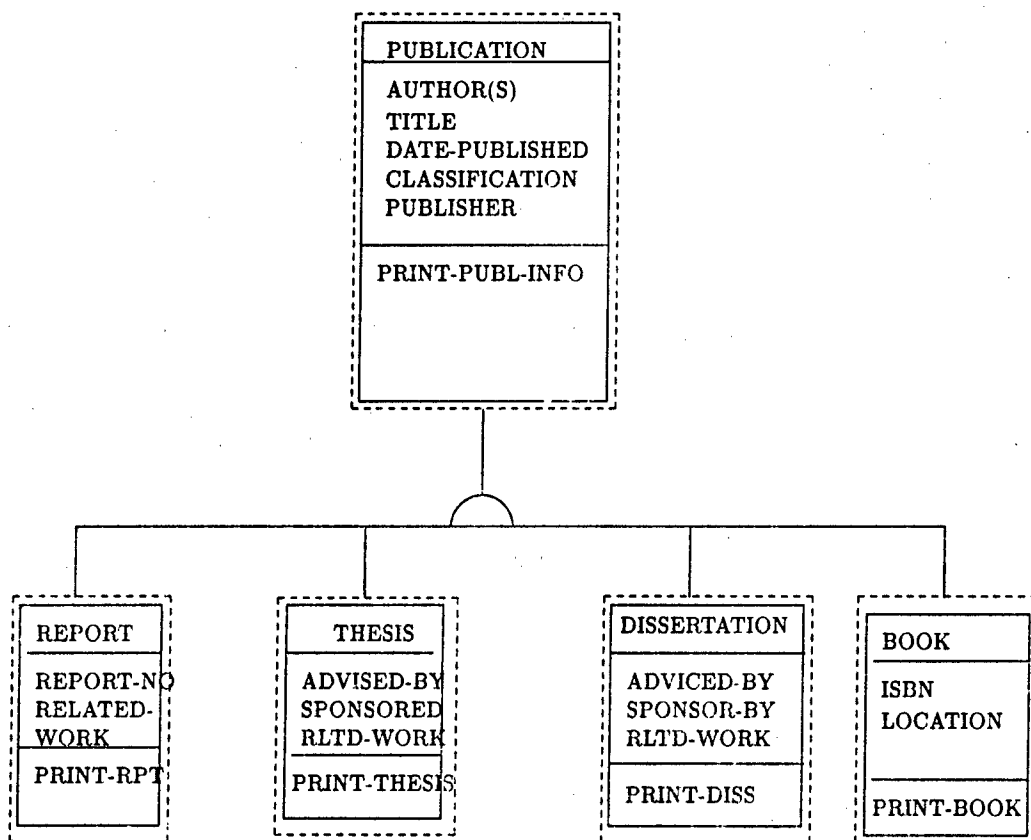 PUBLICATION
AUTHOR(S)
TITLE
DATE-PUBLISHED
CLASSIFICATION
PUBLISHER
PRINT-PUBL-INFO
REPORT
REPORT-NO
RELATED-
WORK
PRINT-RPT
THESIS
ADVISED-BY
SPONSORED
RLTD-WORK
PRINT-THESIS
DISSERTATION
ADVICED-BY
SPONSOR-BY
RLTD-WORK
PRINT-DISS
BOOK
ISBN
LOCATION
PRINT-BOOK